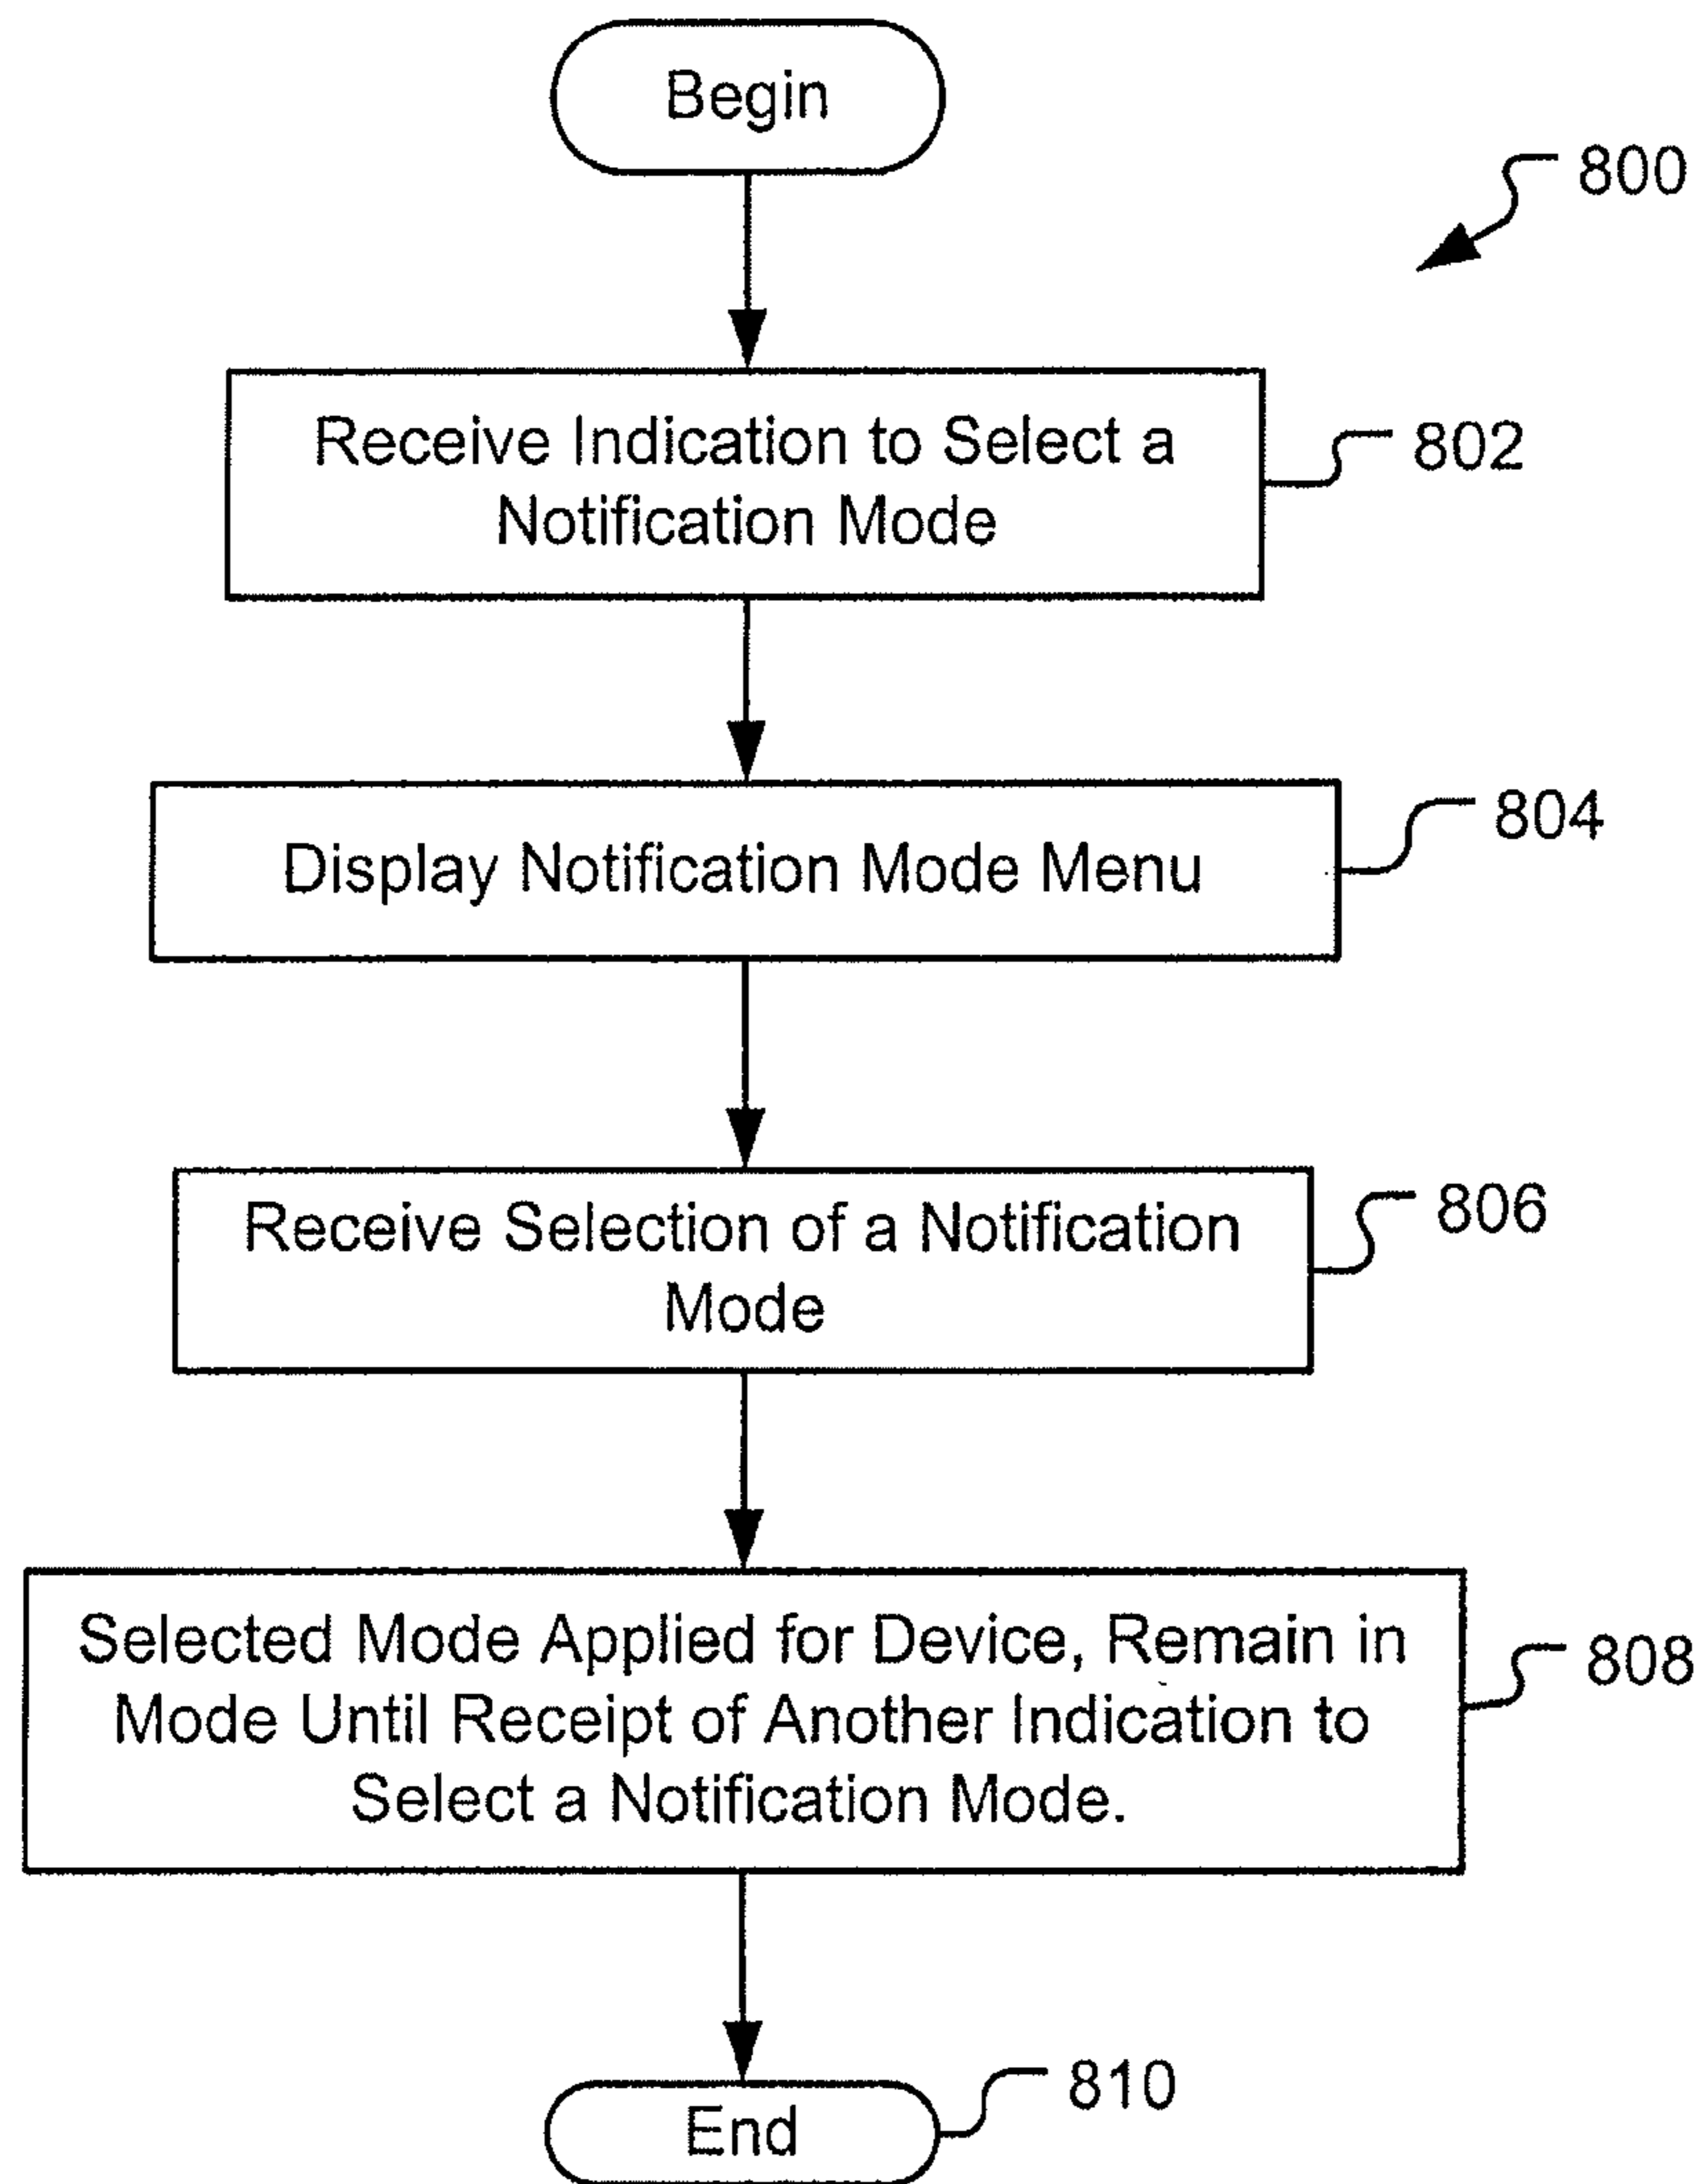 Begin
800
Receive Indication to Select a
Notification Mode
802
Display Notification Mode Menu
804
Receive Selection of a Notification
Mode
806
Selected Mode Applied for Device, Remain in
Mode Until Receipt of Another Indication to
Select a Notification Mode.
808
End
810